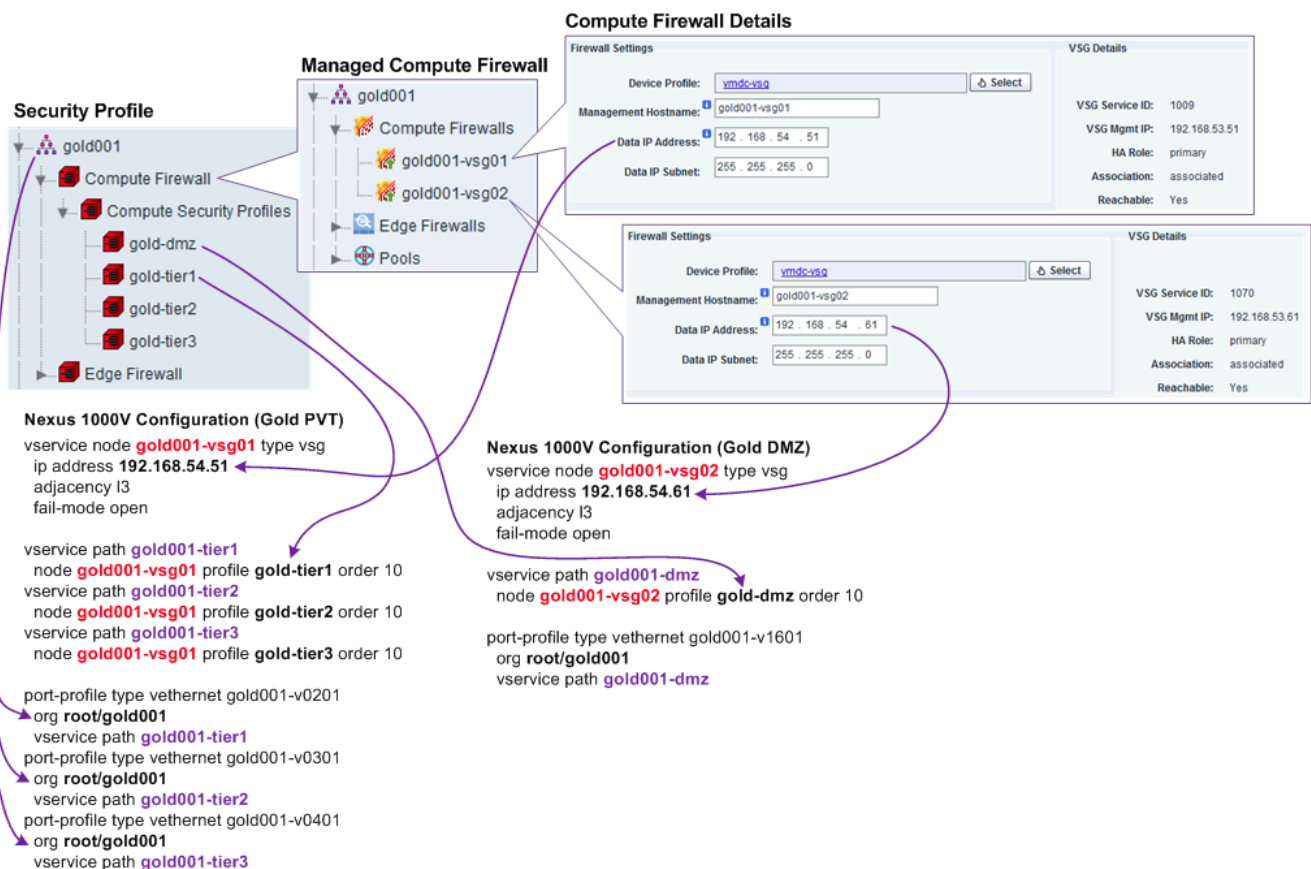 Compute Firewall Details
Firewall Settings
VSG Details
Device Profile: vmdc-vsg Select
Management Hostname: gold001-vsg01
Data IP Address: 192 . 168 . 54 . 51
Data IP Subnet: 255 . 255 . 255 . 0
VSG Service ID: 1009
VSG Mgmt IP: 192.168.53.51
HA Role: primary
Association: associated
Reachable: Yes
Managed Compute Firewall
gold001
Compute Firewalls
gold001-vsg01
gold001-vsg02
Edge Firewalls
Pools
Security Profile
gold001
Compute Firewall
Compute Security Profiles
gold-dmz
gold-tier1
gold-tier2
gold-tier3
Edge Firewall
Firewall Settings
VSG Details
Device Profile: vmdc-vsg Select
Management Hostname: gold001-vsg02
Data IP Address: 192 . 168 . 54 . 61
Data IP Subnet: 255 . 255 . 255 . 0
VSG Service ID: 1070
VSG Mgmt IP: 192.168.53.61
HA Role: primary
Association: associated
Reachable: Yes
Nexus 1000V Configuration (Gold PVT)
vservice node gold001-vsg01 type vsg
ip address 192.168.54.51
adjacency l3
fail-mode open
vservice path gold001-tier1
node gold001-vsg01 profile gold-tier1 order 10
vservice path gold001-tier2
node gold001-vsg01 profile gold-tier2 order 10
vservice path gold001-tier3
node gold001-vsg01 profile gold-tier3 order 10
port-profile type vethernet gold001-v0201
org root/gold001
vservice path gold001-tier1
port-profile type vethernet gold001-v0301
org root/gold001
vservice path gold001-tier2
port-profile type vethernet gold001-v0401
org root/gold001
vservice path gold001-tier3
Nexus 1000V Configuration (Gold DMZ)
vservice node gold001-vsg02 type vsg
ip address 192.168.54.61
adjacency l3
fail-mode open
vservice path gold001-dmz
node gold001-vsg02 profile gold-dmz order 10
port-profile type vethernet gold001-v1601
org root/gold001
vservice path gold001-dmz